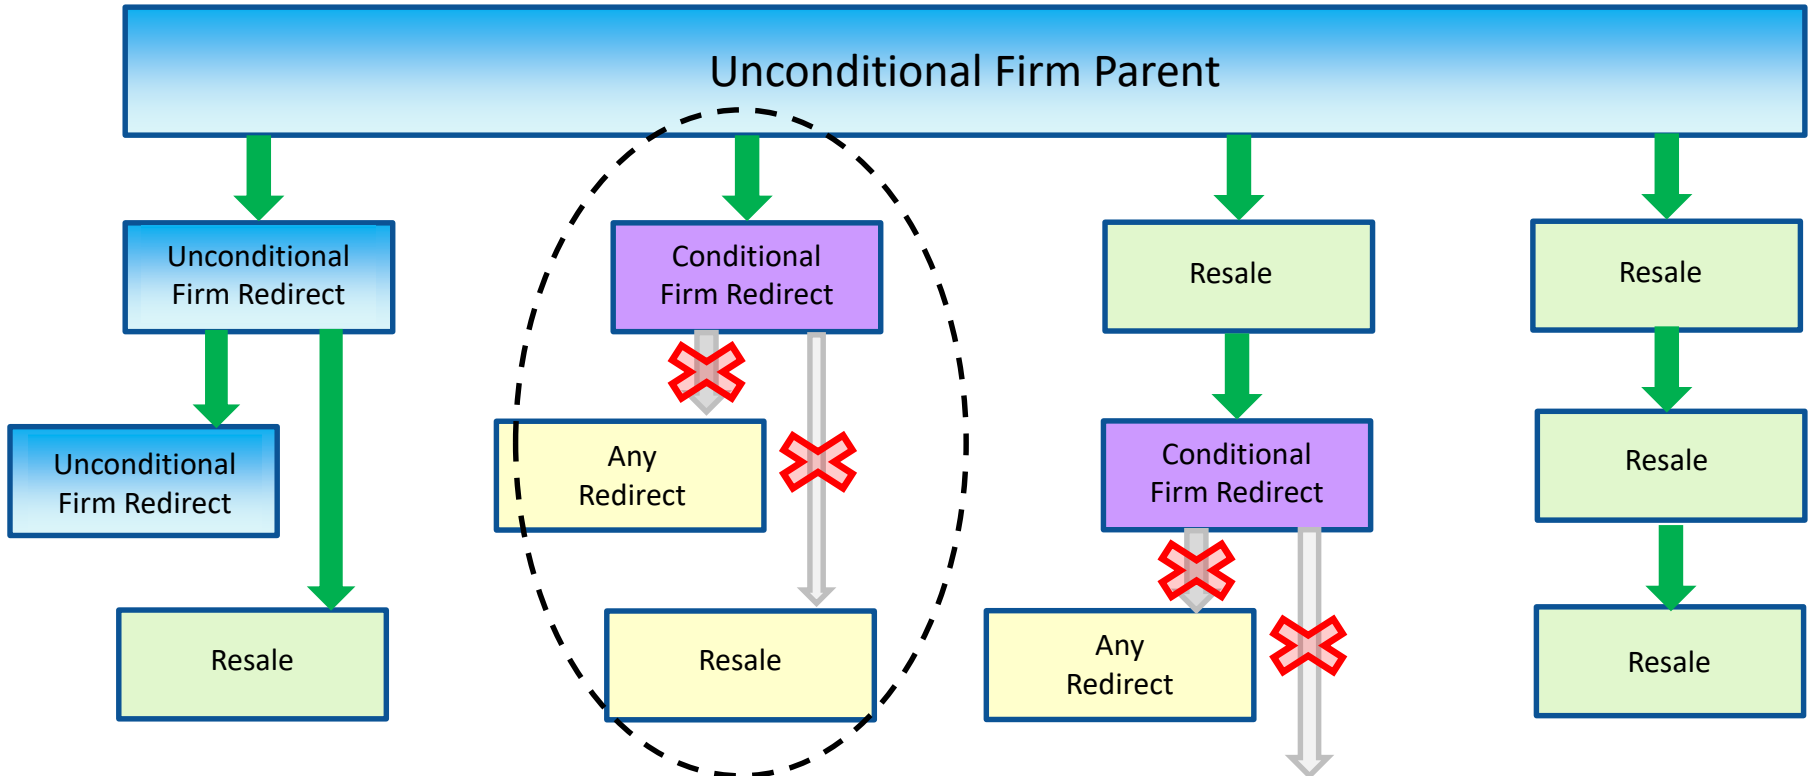 Unconditional Firm Parent
Unconditional
Firm Redirect
Conditional
Firm Redirect
Resale
Resale
Unconditional
Firm Redirect
Any
Redirect
Conditional
Firm Redirect
Resale
Resale
Resale
Any
Redirect
Resale